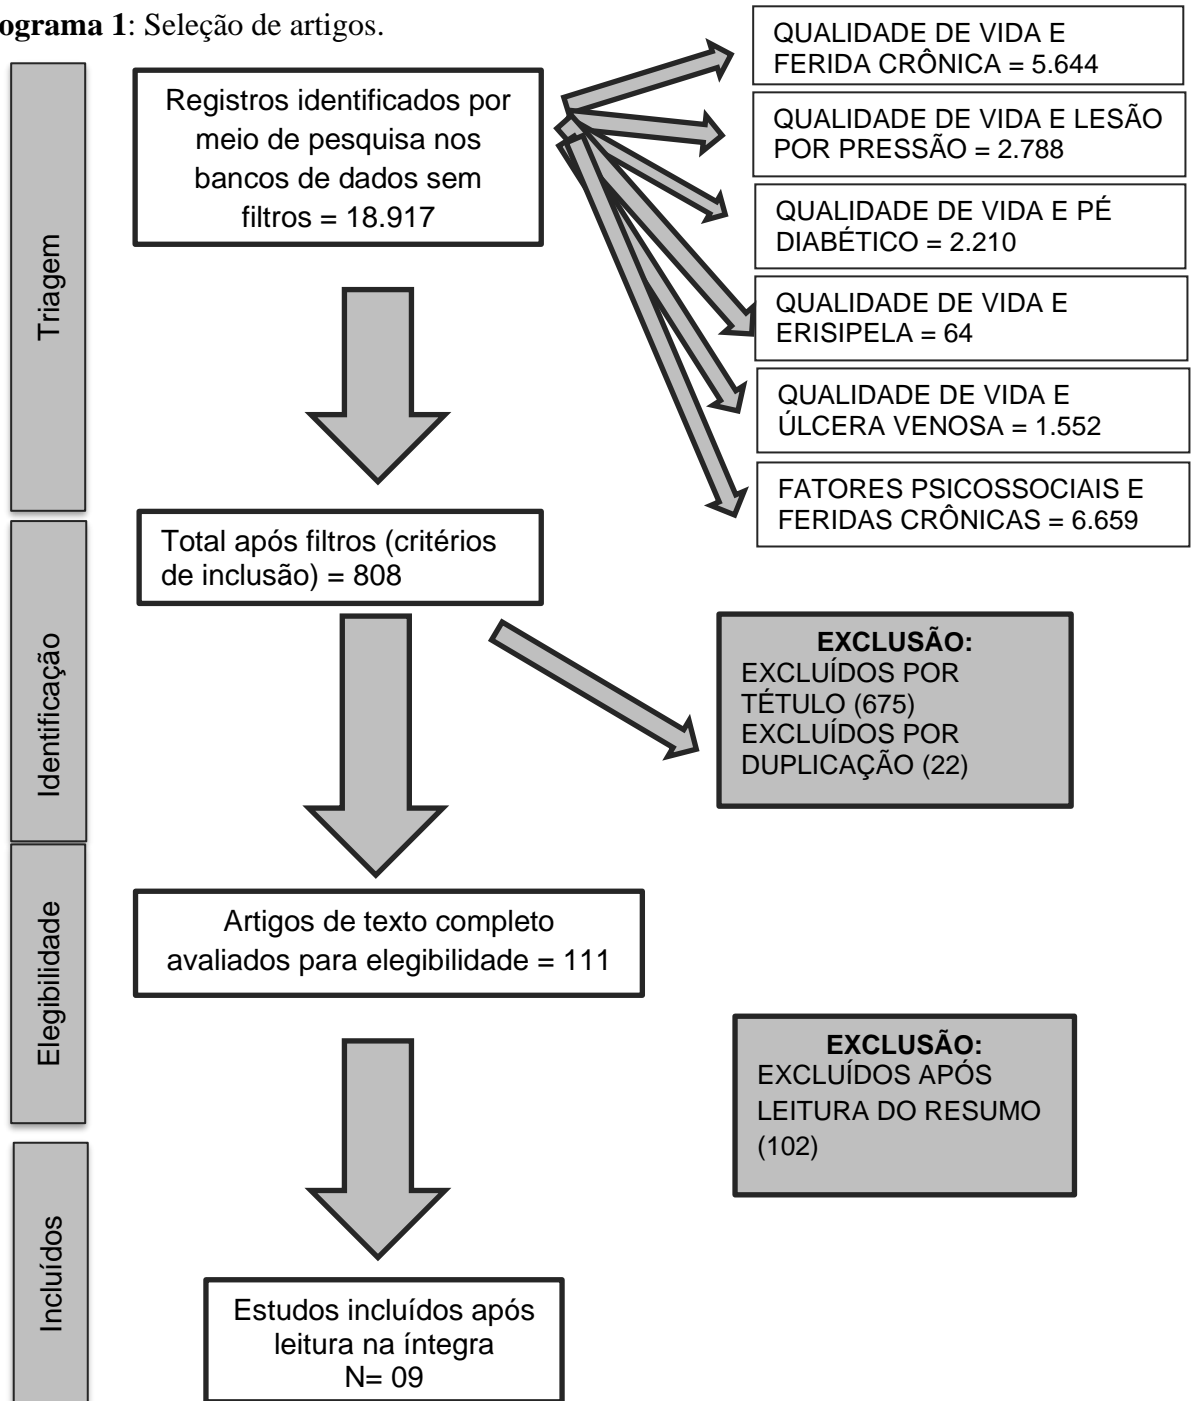 ograma 1: Seleção de artigos.
Triagem
Registros identificados por
meio de pesquisa nos
bancos de dados sem
filtros = 18.917
QUALIDADE DE VIDA E
FERIDA CRÔNICA = 5.644
QUALIDADE DE VIDA E LESÃO
POR PRESSÃO = 2.788
QUALIDADE DE VIDA E PÉ
DIABÉTICO = 2.210
QUALIDADE DE VIDA E
ERISIPELA = 64
QUALIDADE DE VIDA E
ÚLCERA VENOSA = 1.552
FATORES PSICOSSOCIAIS E
FERIDAS CRÔNICAS = 6.659
Identificação
Total após filtros (critérios
de inclusão) = 808
EXCLUSÃO:
EXCLUÍDOS POR
TÉTULO (675)
EXCLUÍDOS POR
DUPLICAÇÃO (22)
Elegibilidade
Artigos de texto completo
avaliados para elegibilidade = 111
EXCLUSÃO:
EXCLUÍDOS APÓS
LEITURA DO RESUMO
(102)
Incluídos
Estudos incluídos após
leitura na íntegra
N= 09